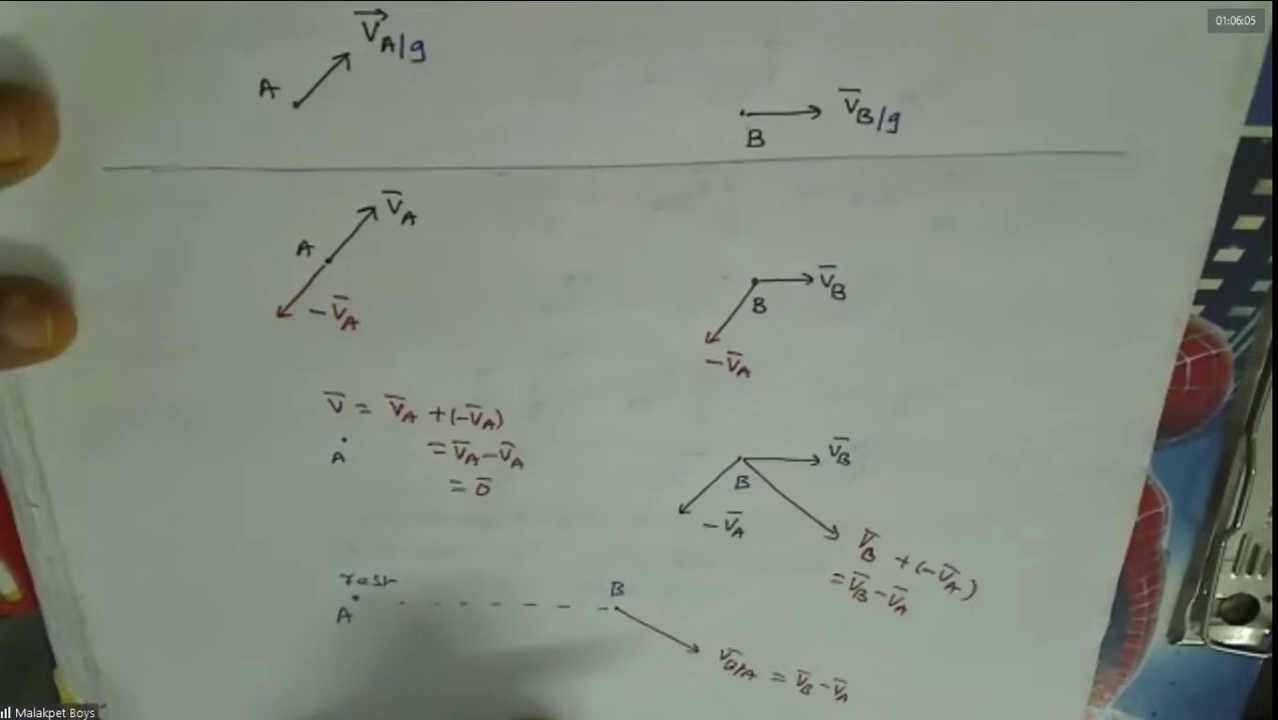 01:06:05
V⃗A/g
A
V̅B/g
B
V̅A
A
-V̅A
V̅B
B
-V̅A
V̅ = V̅A + (-V̅A)
= V̅A - V̅A
= 0̅
A
V̅B
B
-V̅A
V̅B + (-V̅A)
= V̅B - V̅A
rest
A
B
V̅B/A = V̅B - V̅A
Malakpet Boys